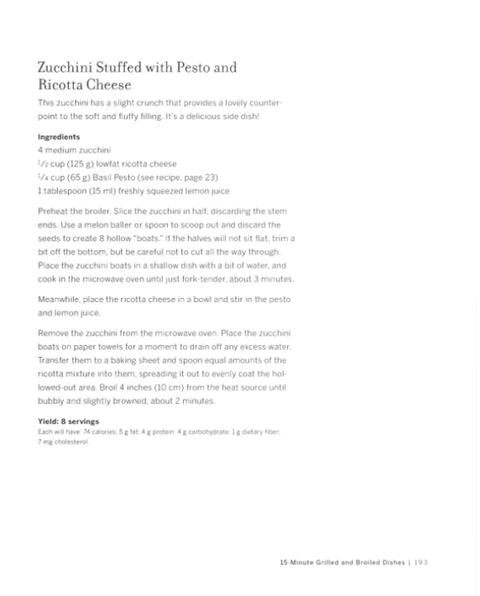 Zucchini Stuffed with Pesto and
Ricotta Cheese
This zucchini has a slight crunch that provides a lovely counter-
point to the soft and fluffy filling. It's a delicious side dish!
Ingredients
4 medium zucchini
1/2 cup (125 g) lowfat ricotta cheese
1/4 cup (65 g) Basil Pesto (see recipe, page 23)
1 tablespoon (15 ml) freshly squeezed lemon juice
Preheat the broiler. Slice the zucchini in half, discarding the stem
ends. Use a melon baller or spoon to scoop out and discard the
seeds to create 8 hollow "boats." If the halves will not sit flat, trim a
bit off the bottom, but be careful not to cut all the way through.
Place the zucchini boats in a shallow dish with a bit of water, and
cook in the microwave oven until just fork-tender, about 3 minutes.
Meanwhile, place the ricotta cheese in a bowl and stir in the pesto
and lemon juice.
Remove the zucchini from the microwave oven. Place the zucchini
boats on paper towels for a moment to drain off any excess water.
Transfer them to a baking sheet and spoon equal amounts of the
ricotta mixture into them, spreading it out to evenly coat the hol-
lowed-out area. Broil 4 inches (10 cm) from the heat source until
bubbly and slightly browned, about 2 minutes.
Yield: 8 servings
Each will have: 74 calories; 5 g fat; 4 g protein; 4 g carbohydrate; 1 g dietary fiber;
7 mg cholesterol.
15-Minute Grilled and Broiled Dishes | 193